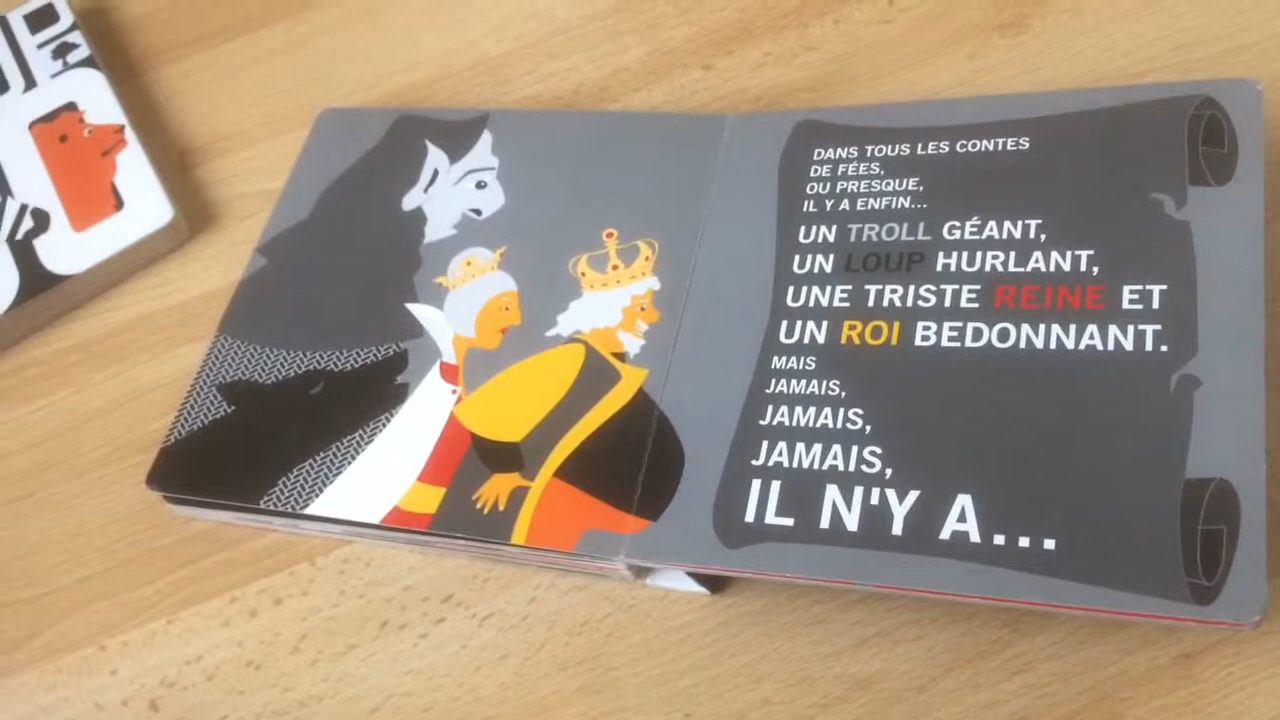 DANS TOUS LES CONTES
DE FÉES,
OU PRESQUE,
IL Y A ENFIN...
UN TROLL GÉANT,
UN LOUP HURLANT,
UNE TRISTE REINE ET
UN ROI BEDONNANT.
MAIS
JAMAIS,
JAMAIS,
JAMAIS,
IL N'Y A...